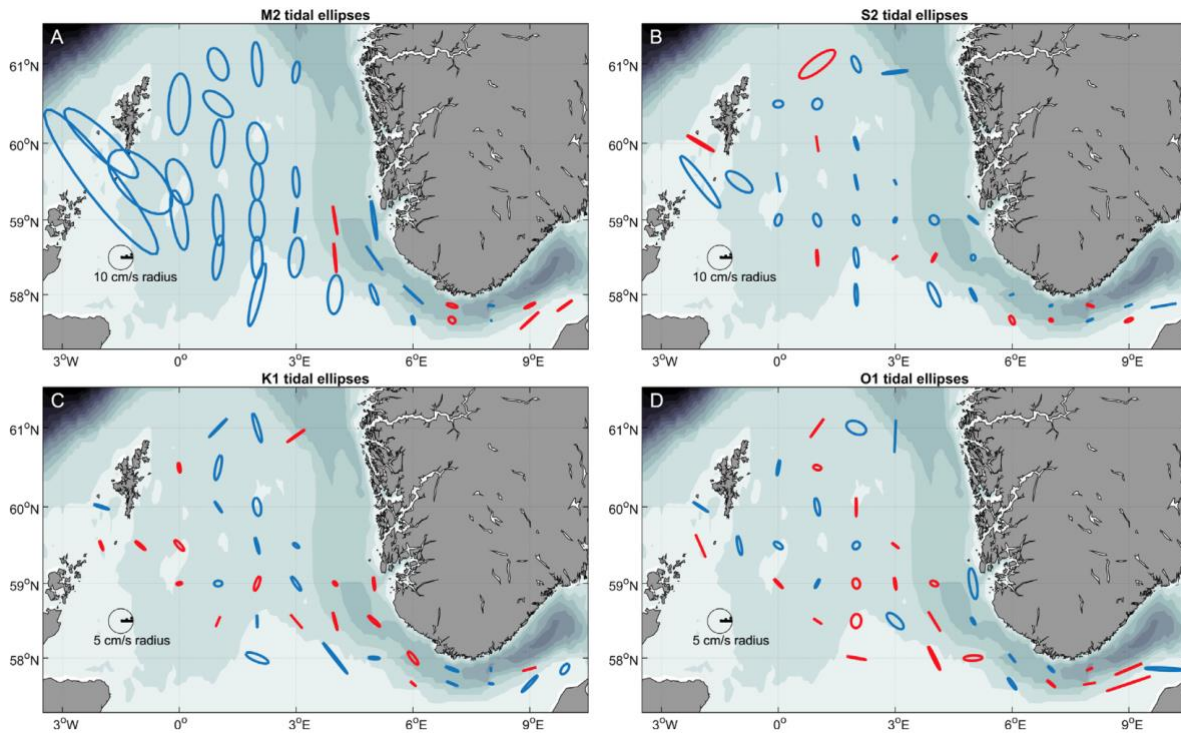 M2 tidal ellipses
A
61°N
60°N
59°N
58°N
10 cm/s radius
3°W
0°
3°E
6°E
9°E
S2 tidal ellipses
B
61°N
60°N
59°N
58°N
10 cm/s radius
3°W
0°
3°E
6°E
9°E
K1 tidal ellipses
C
61°N
60°N
59°N
58°N
5 cm/s radius
3°W
0°
3°E
6°E
9°E
O1 tidal ellipses
D
61°N
60°N
59°N
58°N
5 cm/s radius
3°W
0°
3°E
6°E
9°E